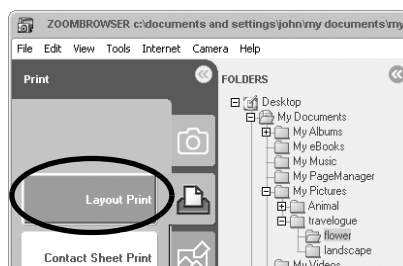 ZOOMBROWSER c:\documents and settings\john\my documents\my
File Edit View Tools Internet Camera Help
Print
FOLDERS
Desktop
My Documents
My Albums
My eBooks
My Music
My PageManager
My Pictures
Animal
travelogue
flower
landscape
My Videos
Layout Print
Contact Sheet Print